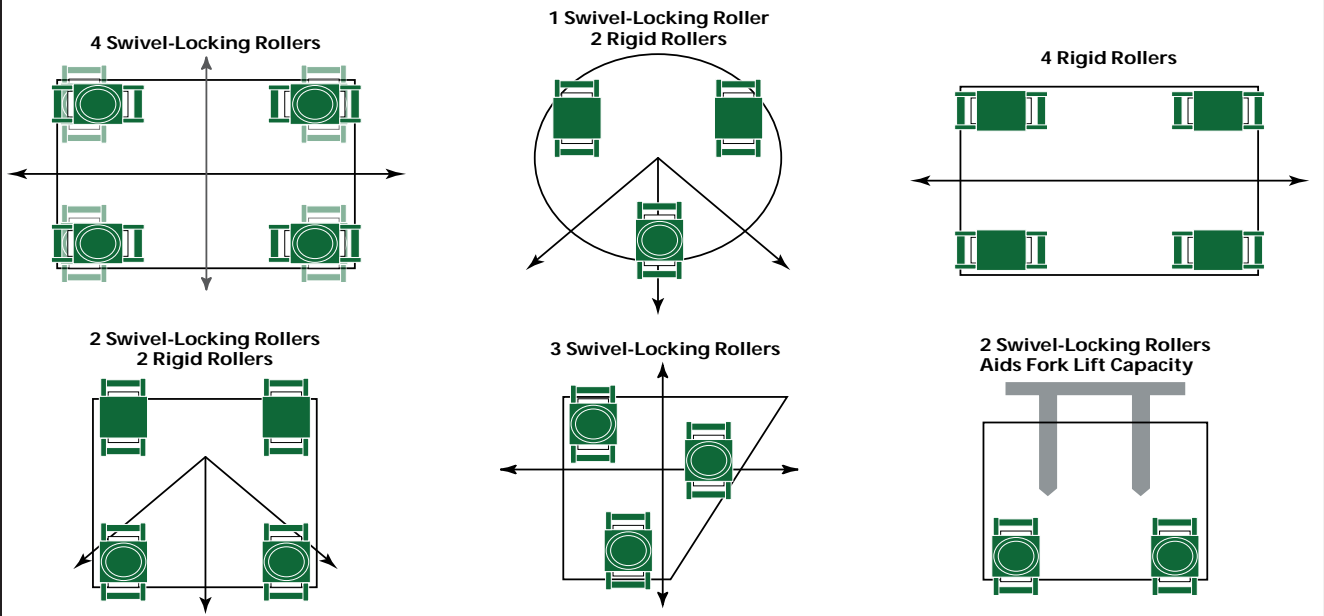 4 Swivel-Locking Rollers
1 Swivel-Locking Roller
2 Rigid Rollers
4 Rigid Rollers
2 Swivel-Locking Rollers
2 Rigid Rollers
3 Swivel-Locking Rollers
2 Swivel-Locking Rollers
Aids Fork Lift Capacity